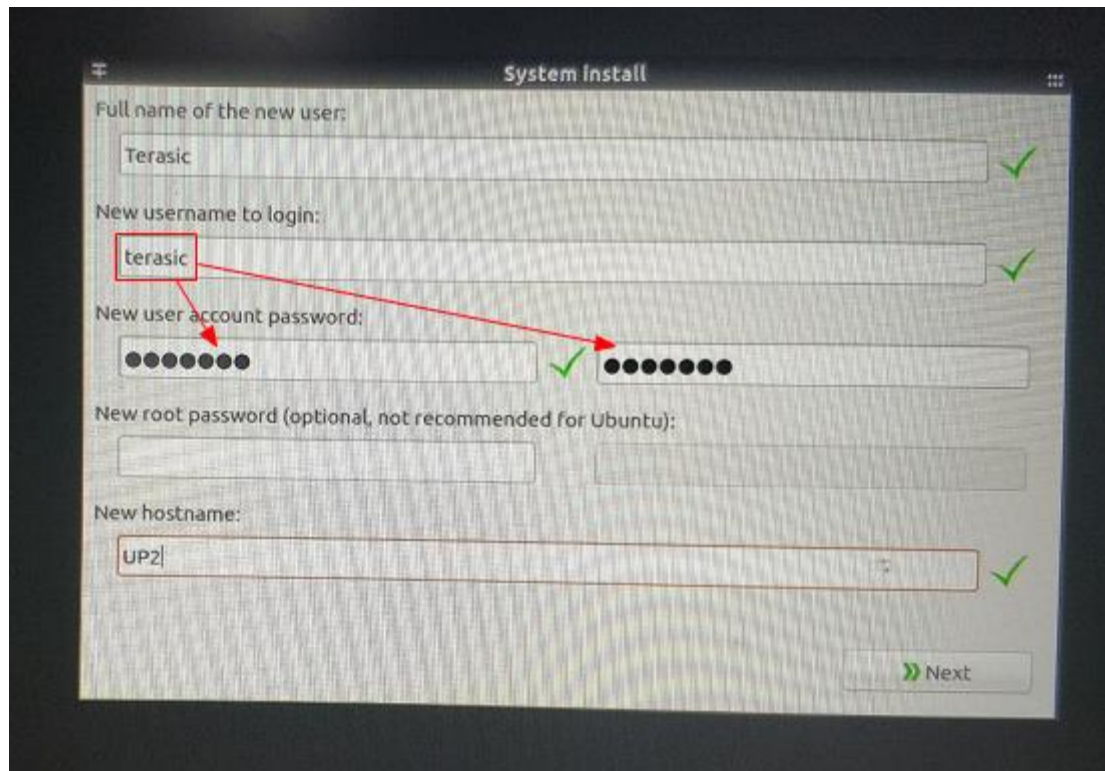 System Install
Full name of the new user:
Terasic
New username to login:
terasic
New user account password:
●●●●●●● ●●●●●●●
New root password (optional, not recommended for Ubuntu):
New hostname:
UP2
Next